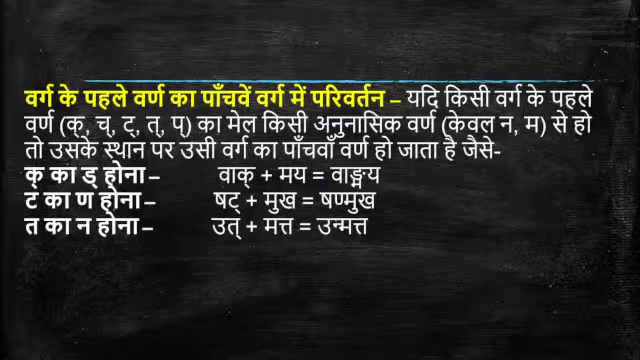 वर्ग के पहले वर्ण का पाँचवें वर्ग में परिवर्तन – यदि किसी वर्ग के पहले
वर्ण (क्, च्, ट्, त्, प्) का मेल किसी अनुनासिक वर्ण (केवल न, म) से हो
तो उसके स्थान पर उसी वर्ग का पाँचवाँ वर्ण हो जाता है जैसे-
क् का ड् होना – वाक् + मय = वाङ्मय
ट का ण होना – षट् + मुख = षण्मुख
त का न होना – उत् + मत्त = उन्मत्त